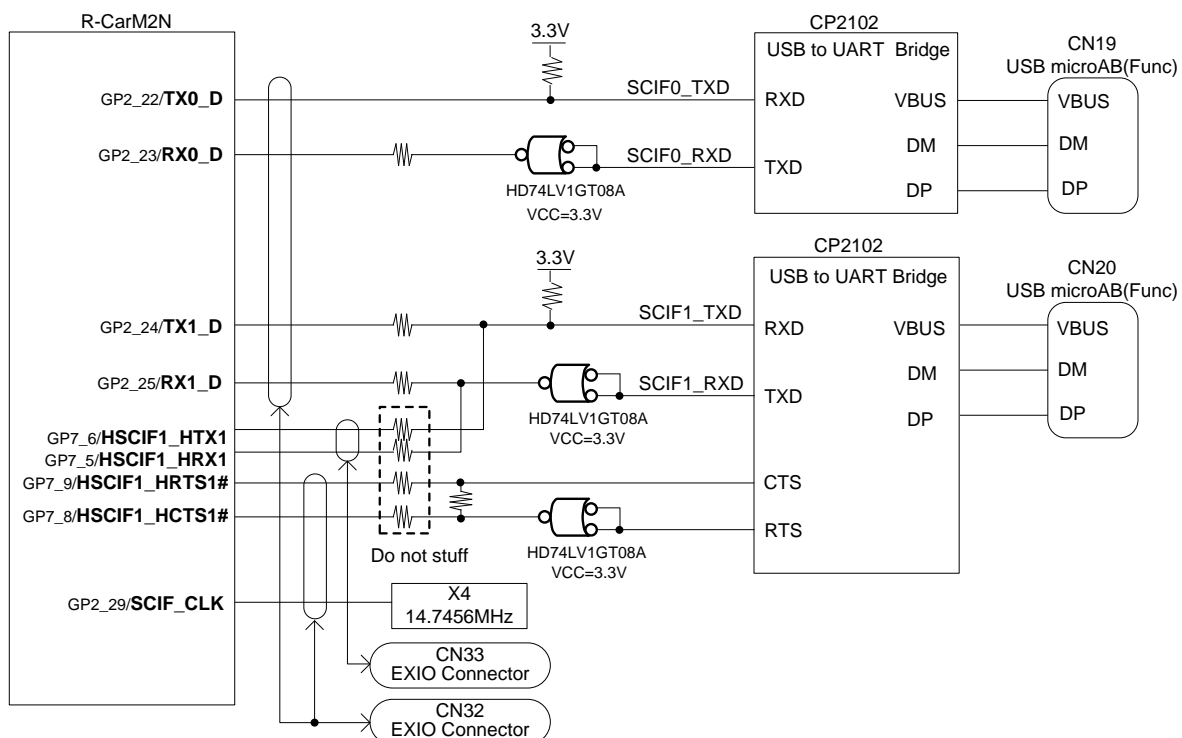 R-CarM2N
CP2102
3.3V
USB to UART Bridge
CN19
USB microAB(Func)
GP2_22/TX0_D
SCIF0_TXD
RXD
VBUS
VBUS
GP2_23/RX0_D
SCIF0_RXD
TXD
DM
DM
DP
DP
HD74LV1GT08A
VCC=3.3V
CP2102
3.3V
USB to UART Bridge
CN20
USB microAB(Func)
GP2_24/TX1_D
SCIF1_TXD
RXD
VBUS
VBUS
GP2_25/RX1_D
SCIF1_RXD
TXD
DM
DM
DP
DP
HD74LV1GT08A
VCC=3.3V
GP7_6/HSCIF1_HTX1
GP7_5/HSCIF1_HRX1
GP7_9/HSCIF1_HRTS1#
CTS
GP7_8/HSCIF1_HCTS1#
RTS
Do not stuff
HD74LV1GT08A
VCC=3.3V
GP2_29/SCIF_CLK
X4
14.7456MHz
CN33
EXIO Connector
CN32
EXIO Connector